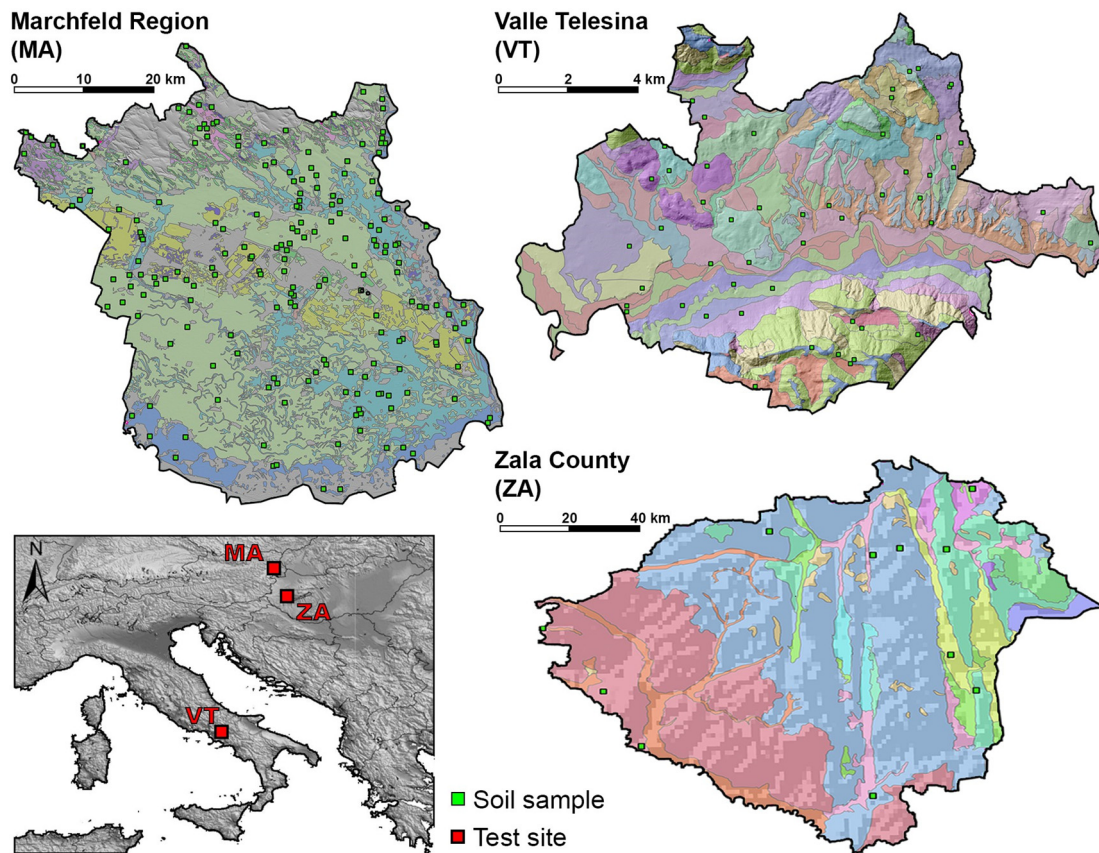 Marchfeld Region
(MA)
0 10 20 km
Valle Telesina
(VT)
0 2 4 km
Zala County
(ZA)
0 20 40 km
N
MA
ZA
VT
Soil sample
Test site